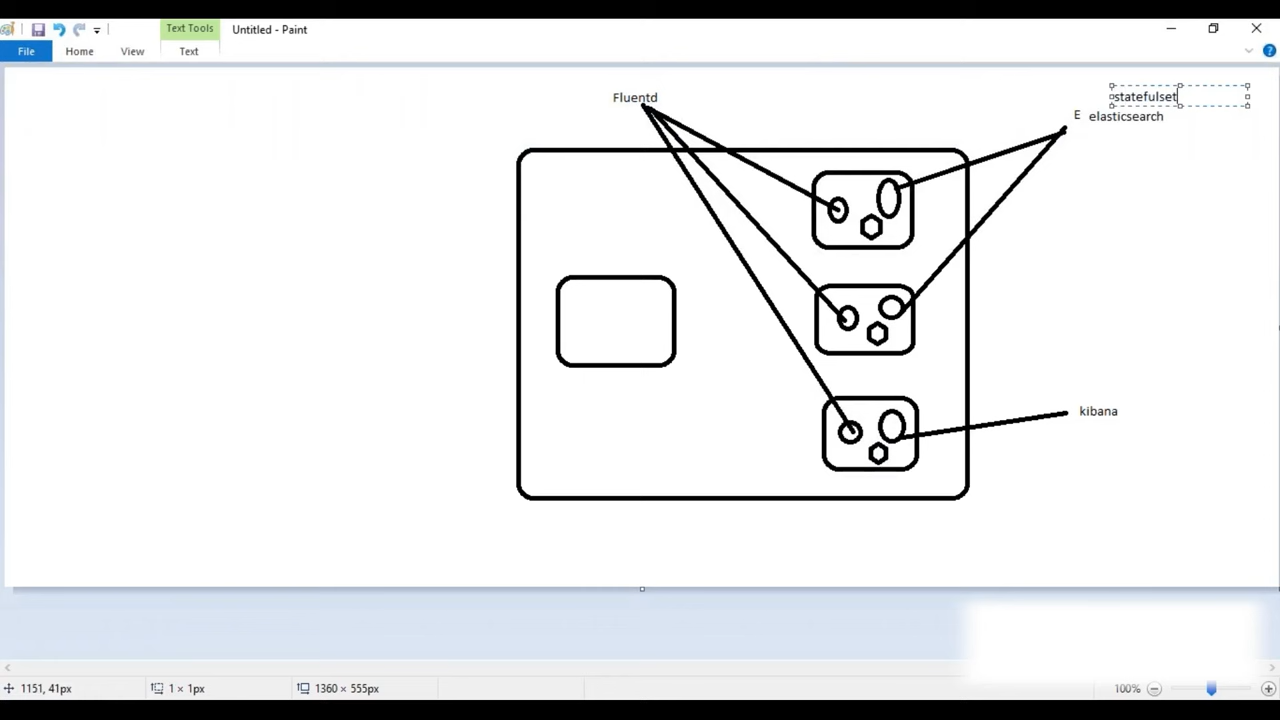 Text Tools
Untitled - Paint
File
Home
View
Text
statefulset
Fluentd
E elasticsearch
kibana
1151, 41px
1 × 1px
1360 × 555px
100%